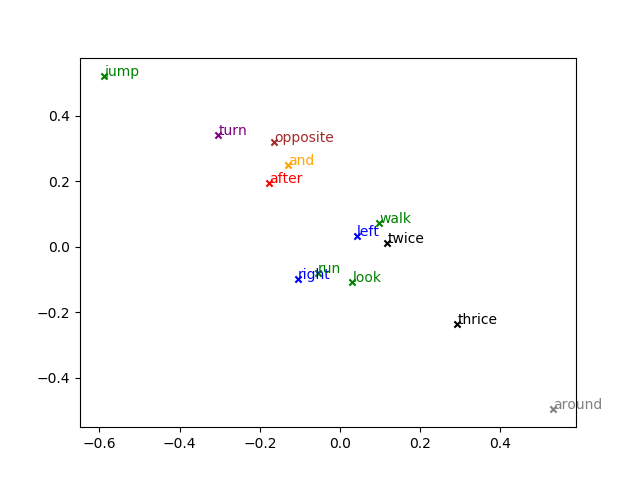 jump
0.4
turn
opposite
and
0.2
after
walk
left
twice
0.0
run
right
look
−0.2
thrice
−0.4
around
−0.6 −0.4 −0.2 0.0 0.2 0.4